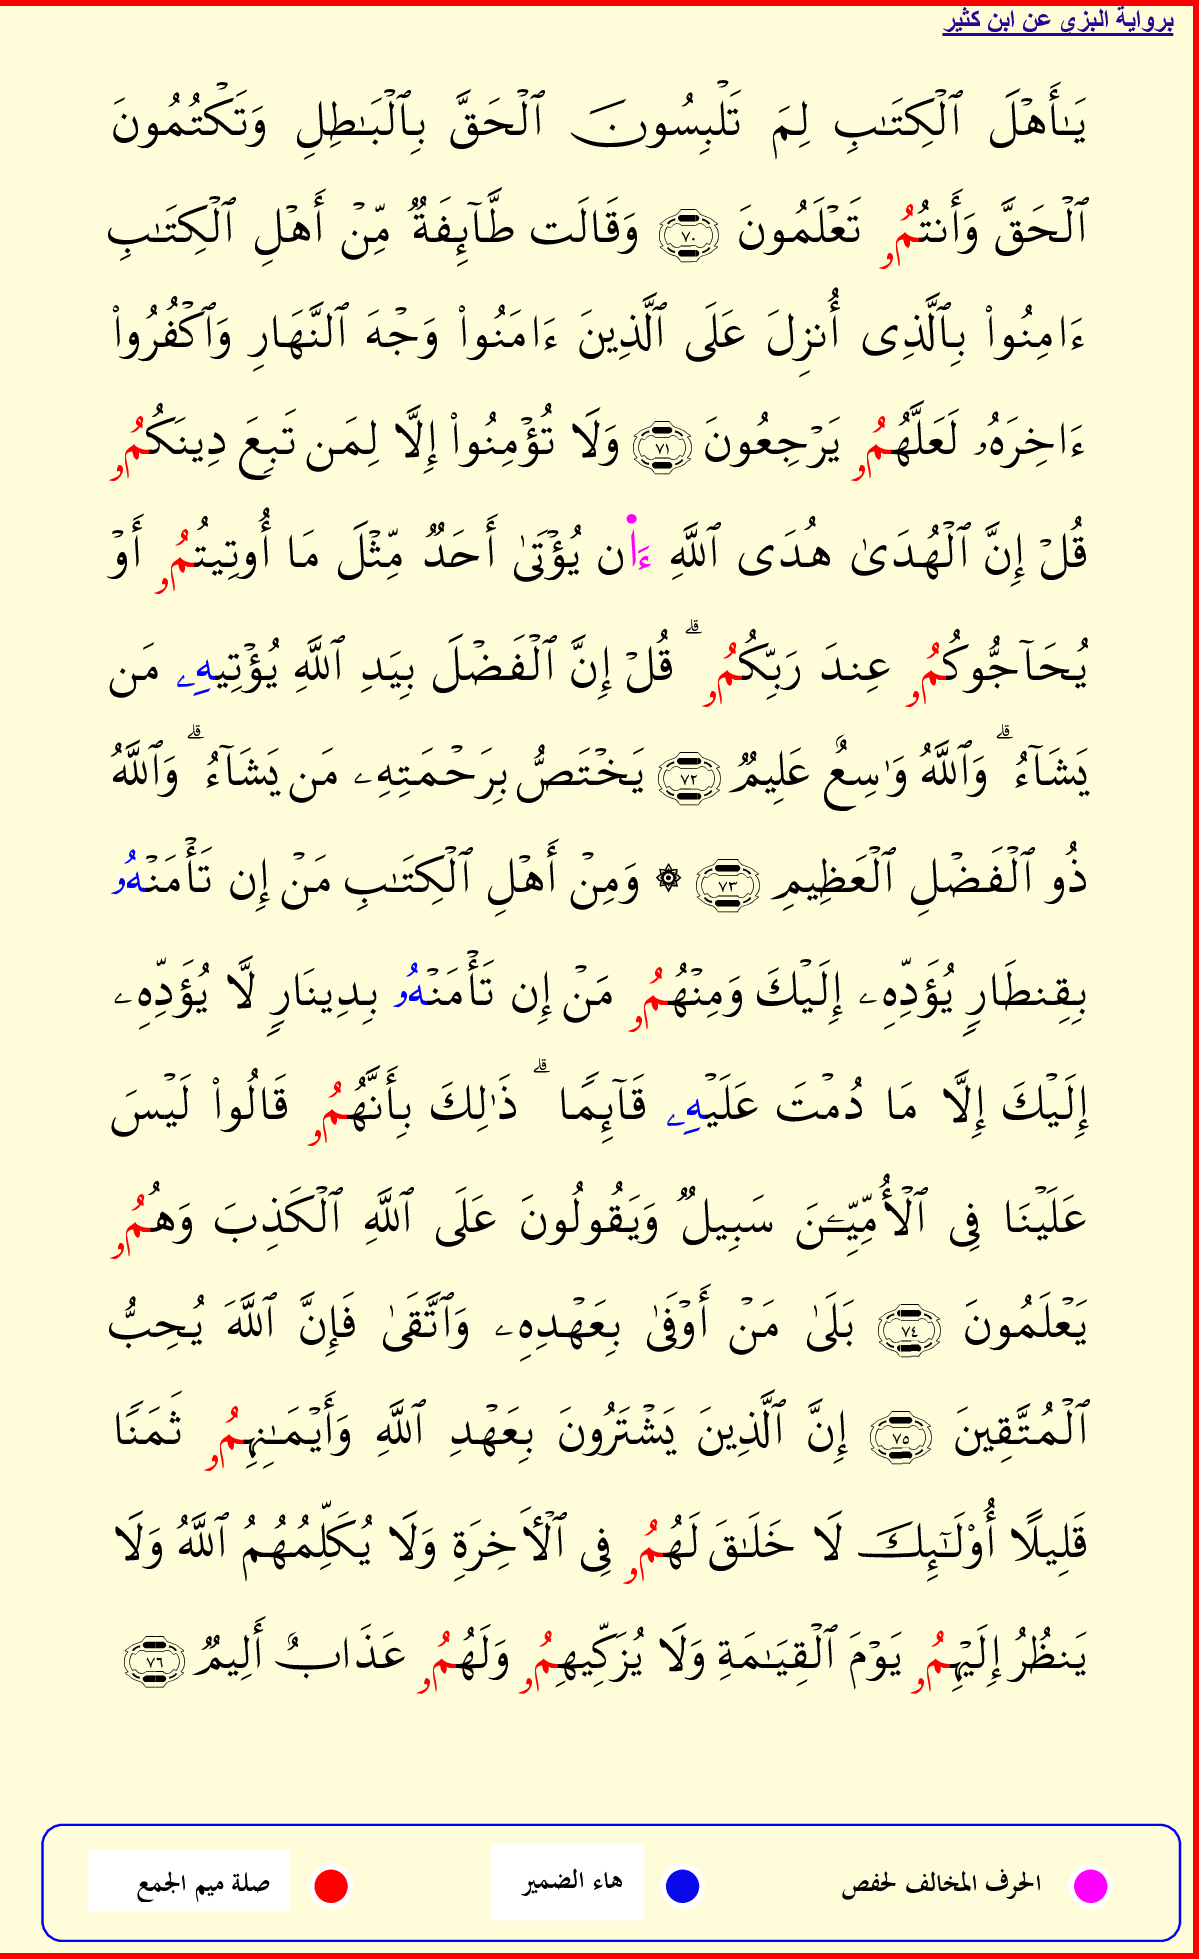 برواية البزي عن ابن كثير
يَـٰٓأَهۡلَ ٱلۡكِتَـٰبِ لِمَ تَلۡبِسُونَ ٱلۡحَقَّ بِٱلۡبَـٰطِلِ وَتَكۡتُمُونَ
ٱلۡحَقَّ وَأَنتُمُۥ تَعۡلَمُونَ ٧٠ وَقَالَت طَّآئِفَةٌ مِّنۡ أَهۡلِ ٱلۡكِتَـٰبِ
ءَامِنُوا۟ بِٱلَّذِى أُنزِلَ عَلَى ٱلَّذِينَ ءَامَنُوا۟ وَجۡهَ ٱلنَّهَارِ وَٱكۡفُرُوا۟
ءَاخِرَهُۥ لَعَلَّهُمُۥ يَرۡجِعُونَ ٧١ وَلَا تُؤۡمِنُوا۟ إِلَّا لِمَن تَبِعَ دِينَكُمُۥ
قُلۡ إِنَّ ٱلۡهُدَىٰ هُدَى ٱللَّهِ ءَا۬ن يُؤۡتَىٰ أَحَدٌ مِّثۡلَ مَا أُوتِيتُمُۥ أَوۡ
يُحَآجُّوكُمُۥ عِندَ رَبِّكُمُۥ ۗ قُلۡ إِنَّ ٱلۡفَضۡلَ بِيَدِ ٱللَّهِ يُؤۡتِيهِۦ مَن
يَشَآءُ ۗ وَٱللَّهُ وَٰسِعٌ عَلِيمٌ ٧٢ يَخۡتَصُّ بِرَحۡمَتِهِۦ مَن يَشَآءُ ۗ وَٱللَّهُ
ذُو ٱلۡفَضۡلِ ٱلۡعَظِيمِ ٧٣ ۞ وَمِنۡ أَهۡلِ ٱلۡكِتَـٰبِ مَنۡ إِن تَأۡمَنۡهُۥ
بِقِنطَارٍ يُؤَدِّهِۦ إِلَيۡكَ وَمِنۡهُمُۥ مَنۡ إِن تَأۡمَنۡهُۥ بِدِينَارٍ لَّا يُؤَدِّهِۦ
إِلَيۡكَ إِلَّا مَا دُمۡتَ عَلَيۡهِۦ قَآئِمًا ۗ ذَٰلِكَ بِأَنَّهُمُۥ قَالُوا۟ لَيۡسَ
عَلَيۡنَا فِى ٱلۡأُمِّيِّـۧنَ سَبِيلٌ وَيَقُولُونَ عَلَى ٱللَّهِ ٱلۡكَذِبَ وَهُمُۥ
يَعۡلَمُونَ ٧٤ بَلَىٰ مَنۡ أَوۡفَىٰ بِعَهۡدِهِۦ وَٱتَّقَىٰ فَإِنَّ ٱللَّهَ يُحِبُّ
ٱلۡمُتَّقِينَ ٧٥ إِنَّ ٱلَّذِينَ يَشۡتَرُونَ بِعَهۡدِ ٱللَّهِ وَأَيۡمَـٰنِهِمُۥ ثَمَنًا
قَلِيلًا أُو۟لَـٰٓئِكَ لَا خَلَـٰقَ لَهُمُۥ فِى ٱلۡأَخِرَةِ وَلَا يُكَلِّمُهُمُ ٱللَّهُ وَلَا
يَنظُرُ إِلَيۡهِمُۥ يَوۡمَ ٱلۡقِيَـٰمَةِ وَلَا يُزَكِّيهِمُۥ وَلَهُمُۥ عَذَابٌ أَلِيمٌ ٧٦
الحرف المخالف لحفص هاء الضمير صلة ميم الجمع